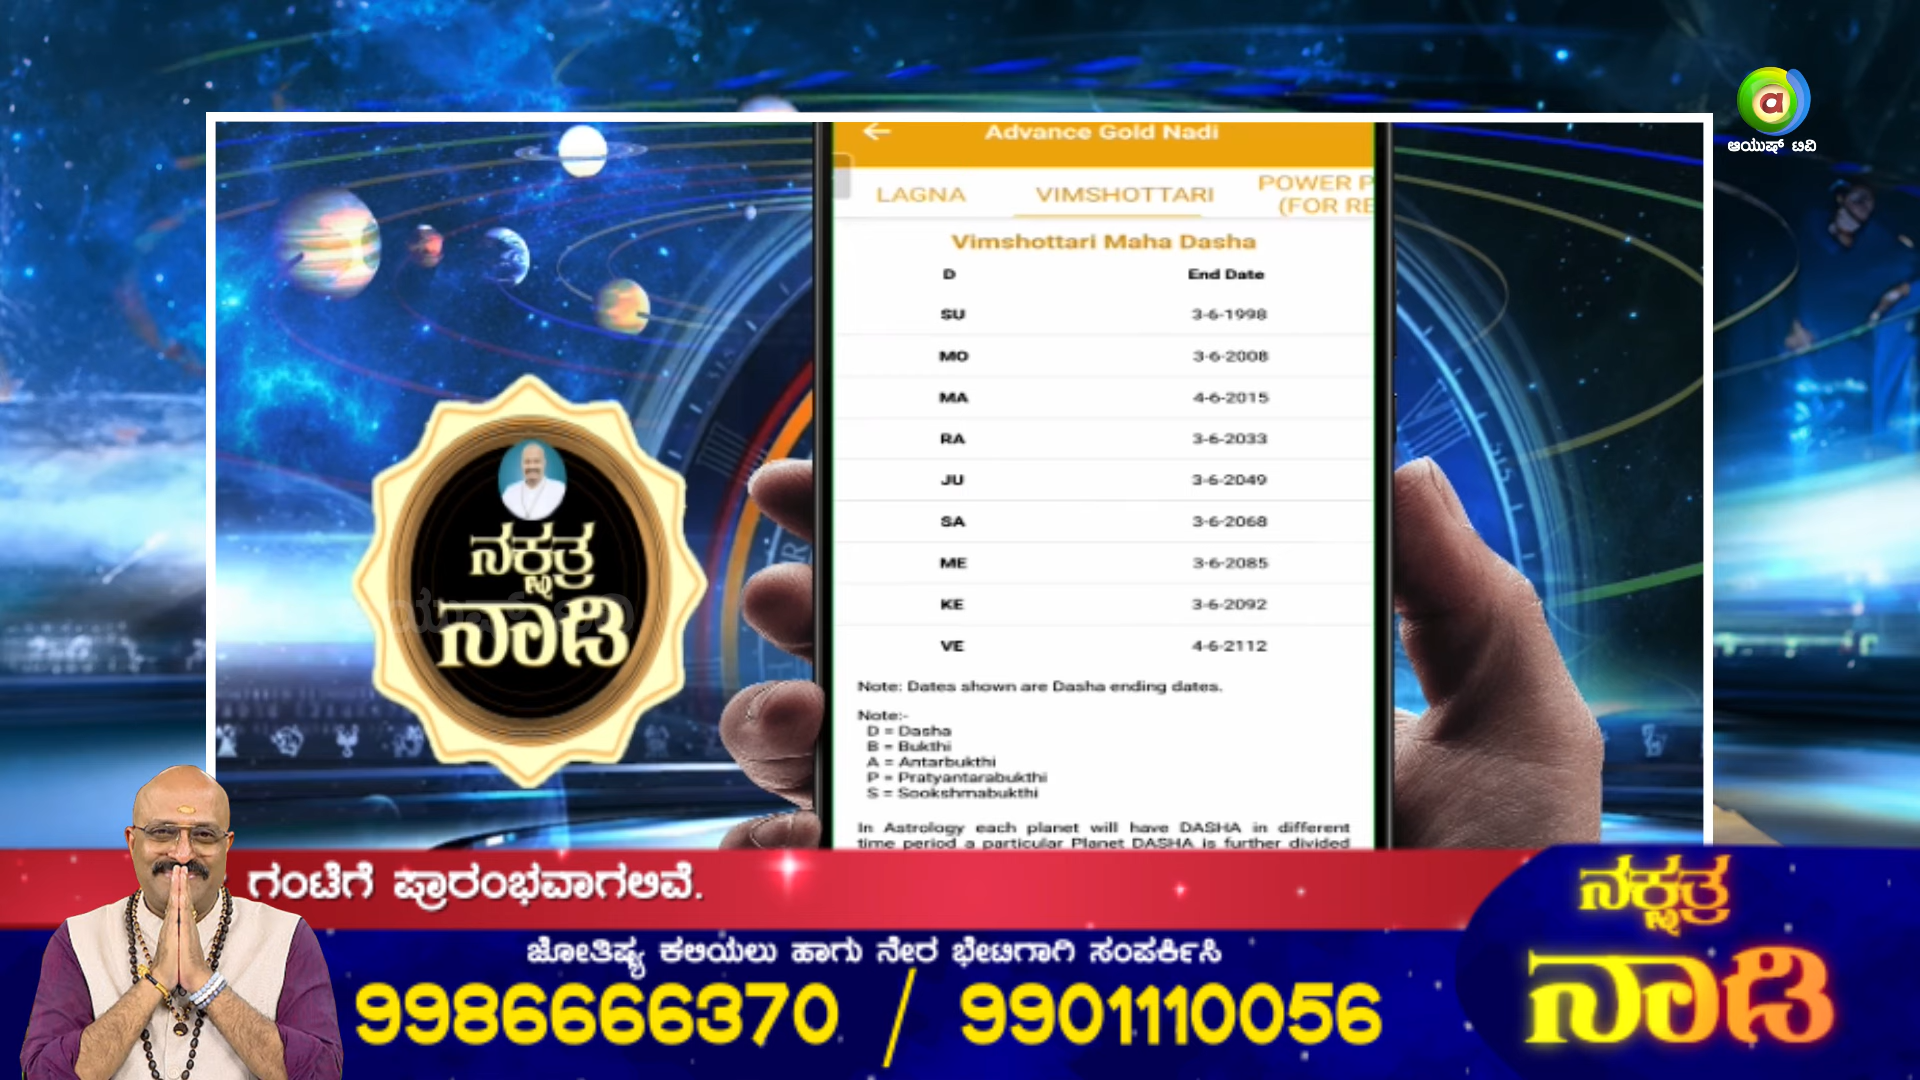 ಆಯುಷ್ ಟಿವಿ
Advance Gold Nadi
LAGNA
VIMSHOTTARI
POWER P
(FOR RE
Vimshottari Maha Dasha
D End Date
SU 3-6-1998
MO 3-6-2008
MA 4-6-2015
RA 3-6-2033
JU 3-6-2049
SA 3-6-2068
ME 3-6-2085
KE 3-6-2092
VE 4-6-2112
Note: Dates shown are Dasha ending dates.
Note:-
D = Dasha
B = Bukthi
A = Antarbukthi
P = Pratyantarabukthi
S = Sookshmabukthi
In Astrology each planet will have DASHA in different
time period a particular Planet DASHA is further divided
ನಕ್ಷತ್ರ
ನಾಡಿ
ಗಂಟೆಗೆ ಪ್ರಾರಂಭವಾಗಲಿವೆ.
ಜ್ಯೋತಿಷ್ಯ ಕಲಿಯಲು ಹಾಗು ನೇರ ಭೇಟಿಗಾಗಿ ಸಂಪರ್ಕಿಸಿ
9986666370 / 9901110056
ನಕ್ಷತ್ರ
ನಾಡಿ